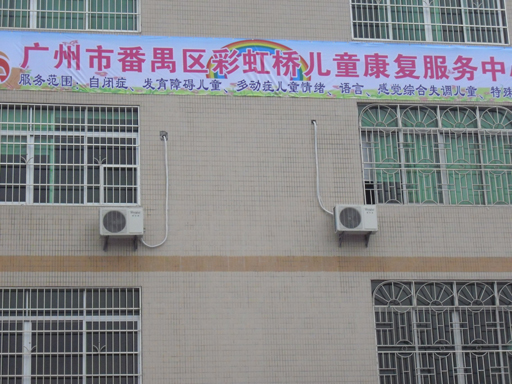 广州市番禺区彩虹桥儿童康复服务中
服务范围 自闭症、发育障碍儿童、多动症儿童情绪 语言 感觉综合失调儿童、特殊